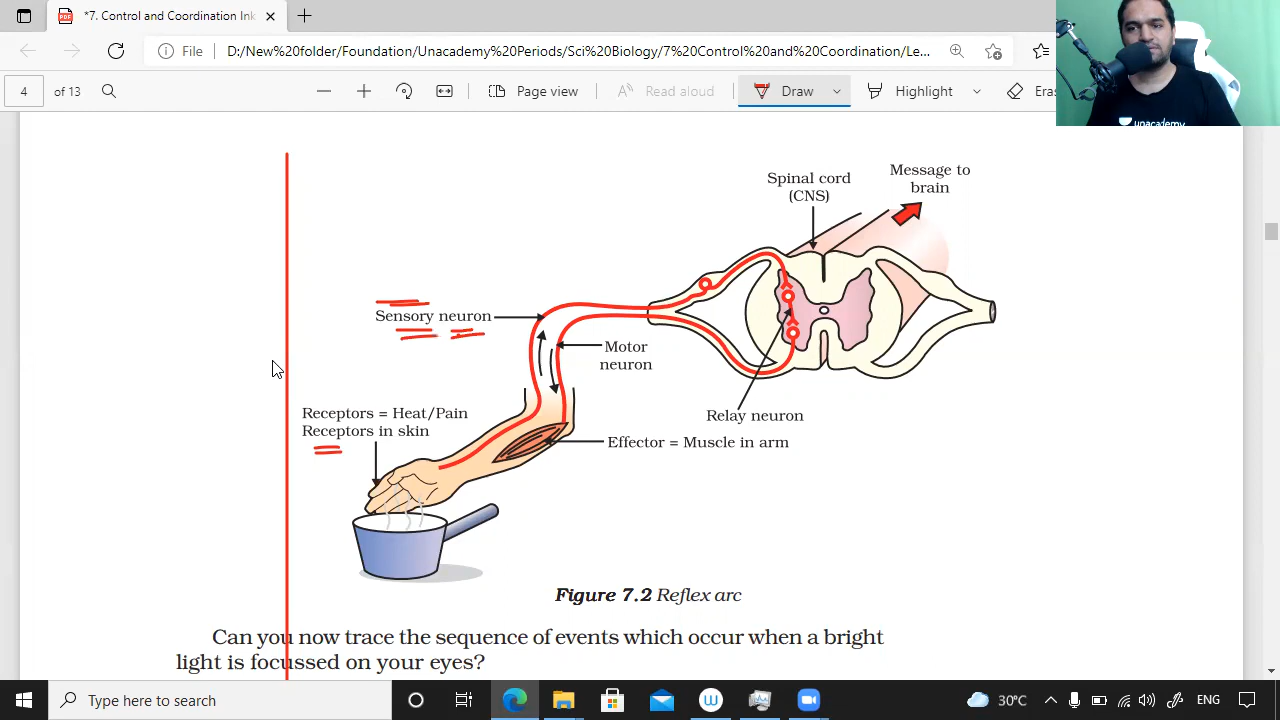 *7. Control and Coordination Ink
File
D:/New%20folder/Foundation/Unacademy%20Periods/Sci%20Biology/7%20Control%20and%20Coordination/Le...
4
of 13
Page view
Read aloud
Draw
Highlight
Eras
unacademy
Spinal cord
(CNS)
Message to
brain
Sensory neuron
Motor
neuron
Relay neuron
Receptors = Heat/Pain
Receptors in skin
Effector = Muscle in arm
Figure 7.2 Reflex arc
Can you now trace the sequence of events which occur when a bright
light is focussed on your eyes?
Type here to search
30°C
ENG